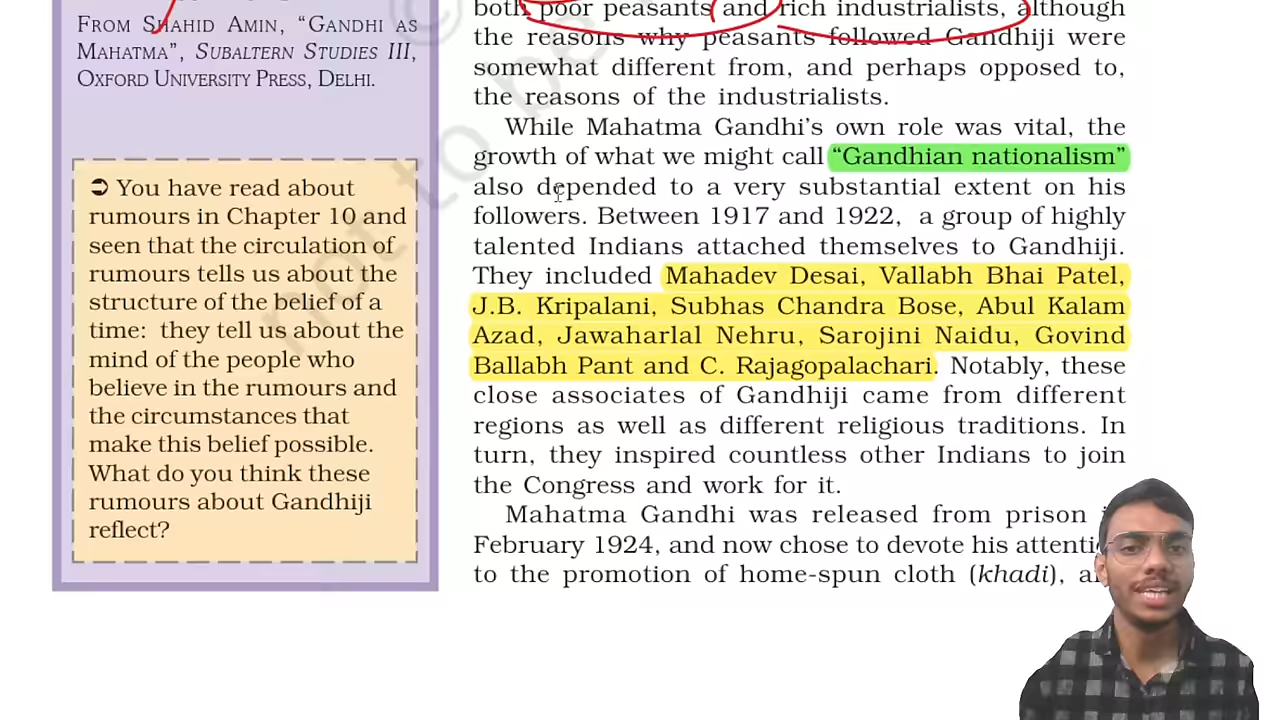 FROM SHAHID AMIN, “GANDHI AS
MAHATMA”, SUBALTERN STUDIES III,
OXFORD UNIVERSITY PRESS, DELHI.
➲ You have read about
rumours in Chapter 10 and
seen that the circulation of
rumours tells us about the
structure of the belief of a
time: they tell us about the
mind of the people who
believe in the rumours and
the circumstances that
make this belief possible.
What do you think these
rumours about Gandhiji
reflect?
both poor peasants and rich industrialists, although
the reasons why peasants followed Gandhiji were
somewhat different from, and perhaps opposed to,
the reasons of the industrialists.
While Mahatma Gandhi’s own role was vital, the
growth of what we might call “Gandhian nationalism”
also depended to a very substantial extent on his
followers. Between 1917 and 1922, a group of highly
talented Indians attached themselves to Gandhiji.
They included Mahadev Desai, Vallabh Bhai Patel,
J.B. Kripalani, Subhas Chandra Bose, Abul Kalam
Azad, Jawaharlal Nehru, Sarojini Naidu, Govind
Ballabh Pant and C. Rajagopalachari. Notably, these
close associates of Gandhiji came from different
regions as well as different religious traditions. In
turn, they inspired countless other Indians to join
the Congress and work for it.
Mahatma Gandhi was released from prison
February 1924, and now chose to devote his
to the promotion of home-spun cloth (khadi),
not to be